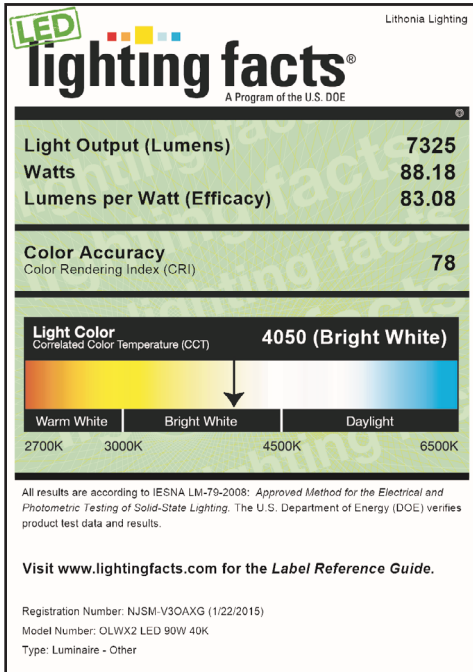 Lithonia Lighting
LED
lighting facts®
A Program of the U.S. DOE
Light Output (Lumens) 7325
Watts 88.18
Lumens per Watt (Efficacy) 83.08
Color Accuracy
Color Rendering Index (CRI) 78
Light Color
Correlated Color Temperature (CCT) 4050 (Bright White)
Warm White Bright White Daylight
2700K 3000K 4500K 6500K
All results are according to IESNA LM-79-2008: Approved Method for the Electrical and
Photometric Testing of Solid-State Lighting. The U.S. Department of Energy (DOE) verifies
product test data and results.
Visit www.lightingfacts.com for the Label Reference Guide.
Registration Number: NJSM-V3OAXG (1/22/2015)
Model Number: OLWX2 LED 90W 40K
Type: Luminaire - Other